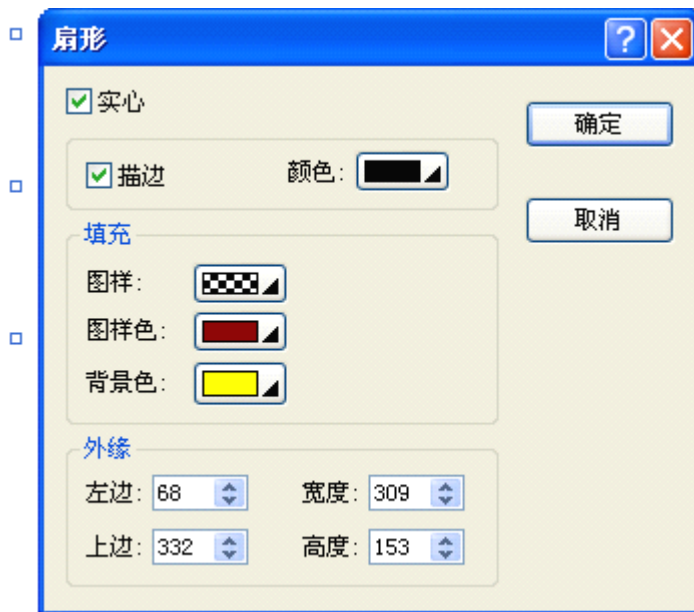 扇形
实心
确定
描边 颜色:
取消
填充
图样:
图样色:
背景色:
外缘
左边: 68 宽度: 309
上边: 332 高度: 153